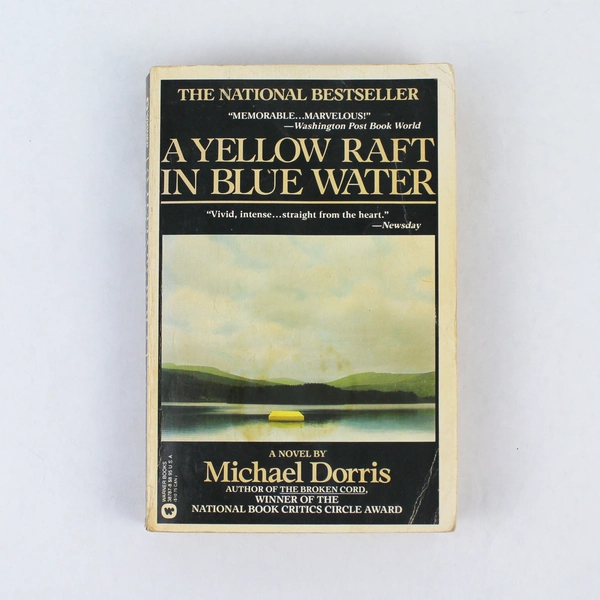 THE NATIONAL BESTSELLER
“MEMORABLE...MARVELOUS!”
—Washington Post Book World
A YELLOW RAFT
IN BLUE WATER
“Vivid, intense...straight from the heart.”
—Newsday
A NOVEL BY
Michael Dorris
AUTHOR OF THE BROKEN CORD,
WINNER OF THE
NATIONAL BOOK CRITICS CIRCLE AWARD
WARNER BOOKS
U.S.A.